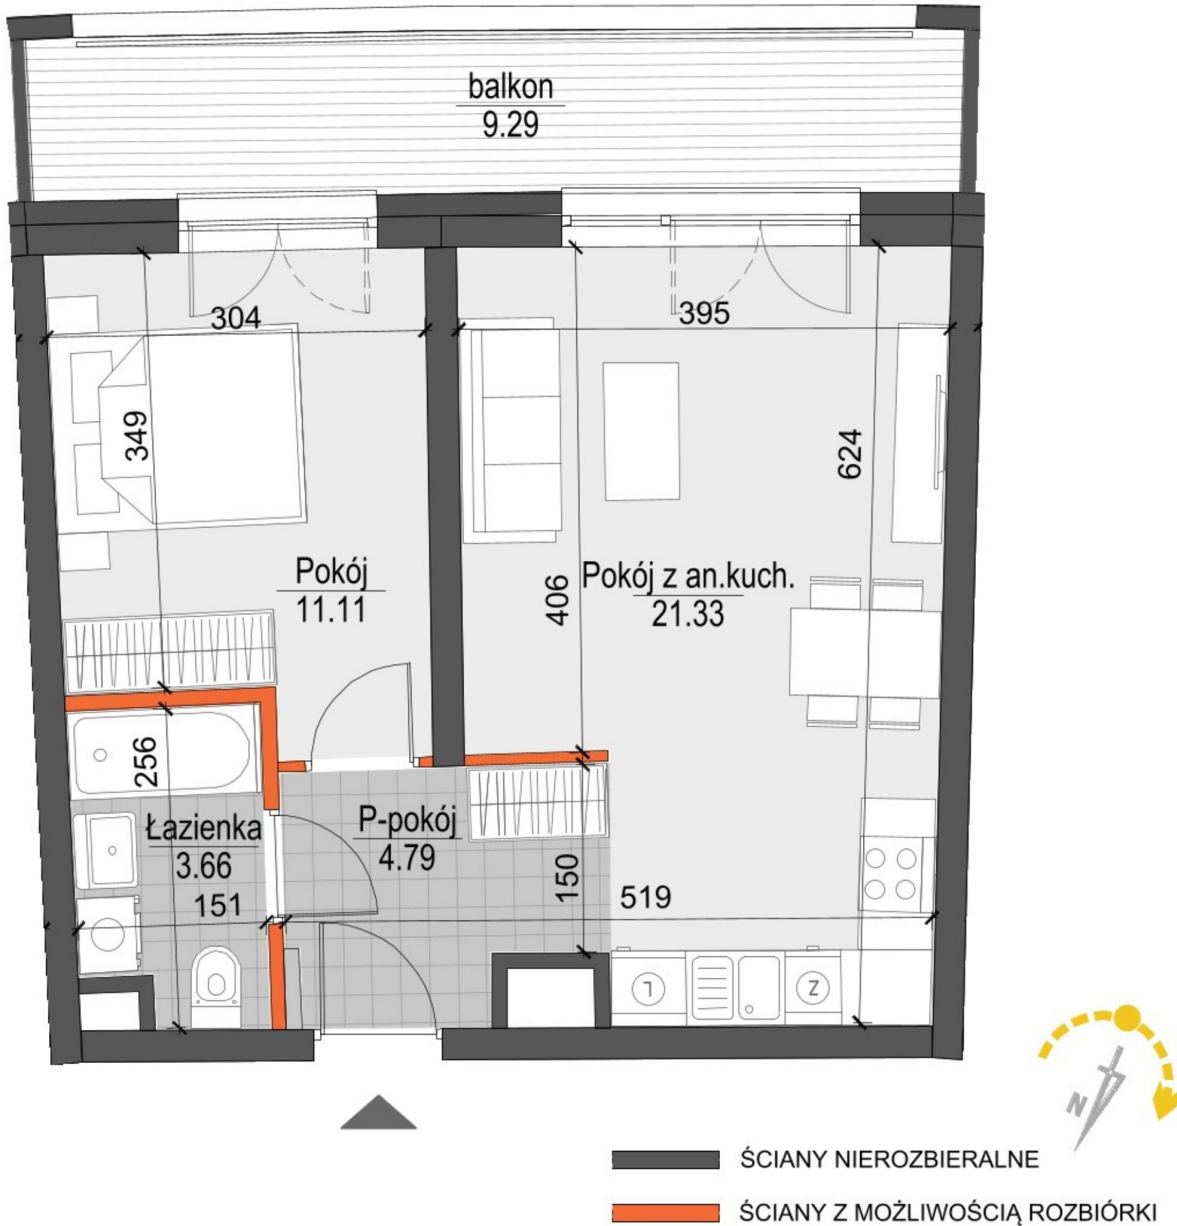 balkon
9.29
304
395
349
624
Pokój
11.11
406
Pokój z an.kuch.
21.33
256
Łazienka
3.66
P-pokój
4.79
151
150
519
L
Z
N
ŚCIANY NIEROZBIERALNE
ŚCIANY Z MOŻLIWOŚCIĄ ROZBIÓRKI